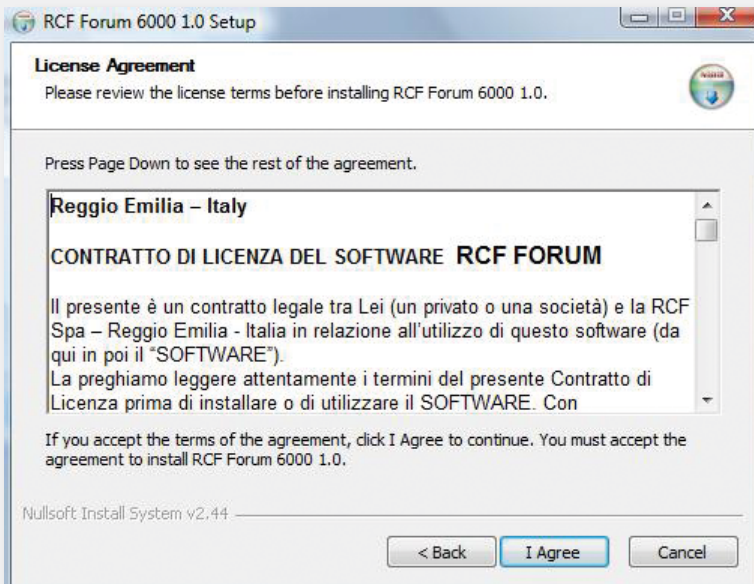 RCF Forum 6000 1.0 Setup
License Agreement
Please review the license terms before installing RCF Forum 6000 1.0.
Press Page Down to see the rest of the agreement.
Reggio Emilia – Italy
CONTRATTO DI LICENZA DEL SOFTWARE RCF FORUM
Il presente è un contratto legale tra Lei (un privato o una società) e la RCF
Spa – Reggio Emilia - Italia in relazione all'utilizzo di questo software (da
qui in poi il “SOFTWARE”).
La preghiamo leggere attentamente i termini del presente Contratto di
Licenza prima di installare o di utilizzare il SOFTWARE. Con
If you accept the terms of the agreement, click I Agree to continue. You must accept the
agreement to install RCF Forum 6000 1.0.
Nullsoft Install System v2.44
< Back I Agree Cancel